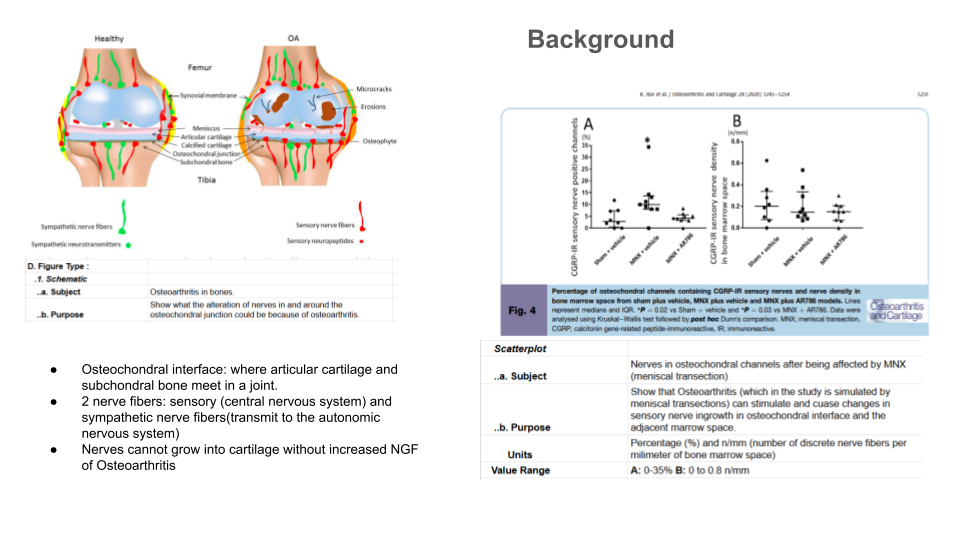 Background
Healthy
OA
Femur
Microcracks
Synovial membrane
Erosions
Meniscus
Articular cartilage
Calcified cartilage
Osteochondral junction
Subchondral bone
Osteophyte
Tibia
Sympathetic nerve fibers
Sensory nerve fibers
Sympathetic neurotransmitters
Sensory neuropeptides
D. Figure Type :
..1. Schematic
..a. Subject Osteoarthritis in bones.
..b. Purpose Show what the alteration of nerves in and around the
osteochondral junction could be because of osteoarthritis.
● Osteochondral interface: where articular cartilage and
subchondral bone meet in a joint.
● 2 nerve fibers: sensory (central nervous system) and
sympathetic nerve fibers(transmit to the autonomic
nervous system)
● Nerves cannot grow into cartilage without increased NGF
of Osteoarthritis
et al. / Osteoarthritis and Cartilage 28 (2020) 1245–1254
1253
A
(%)
CGRP-IR sensory nerve positive channels
35
30
25
20
15
10
5
0
*
Sham + vehicle
MNX + vehicle
MNX + AR786
B
(n/mm)
CGRP-IR sensory nerve density
in bone marrow space
0.8
0.6
0.4
0.2
0.0
Sham + vehicle
MNX + vehicle
MNX + AR786
Fig. 4
Percentage of osteochondral channels containing CGRP-IR sensory nerves and nerve density in
bone marrow space from sham plus vehicle, MNX plus vehicle and MNX plus AR786 models. Lines
represent medians and IQR. *P = 0.02 vs Sham + vehicle and *P = 0.03 vs MNX + AR786. Data were
analysed using Kruskal–Wallis test followed by post hoc Dunn's comparison. MNX; meniscal transection,
CGRP; calcitonin gene-related peptide-immunoreactive, IR; immunoreactive.
Osteoarthritis
and Cartilage
Scatterplot
..a. Subject Nerves in osteochondral channels after being affected by MNX
(meniscal transection)
..b. Purpose Show that Osteoarthritis (which in the study is simulated by
meniscal transections) can stimulate and cuase changes in
sensory nerve ingrowth in osteochondral interface and the
adjacent marrow space.
Units Percentage (%) and n/mm (number of discrete nerve fibers per
milimeter of bone marrow space)
Value Range A: 0-35% B: 0 to 0.8 n/mm